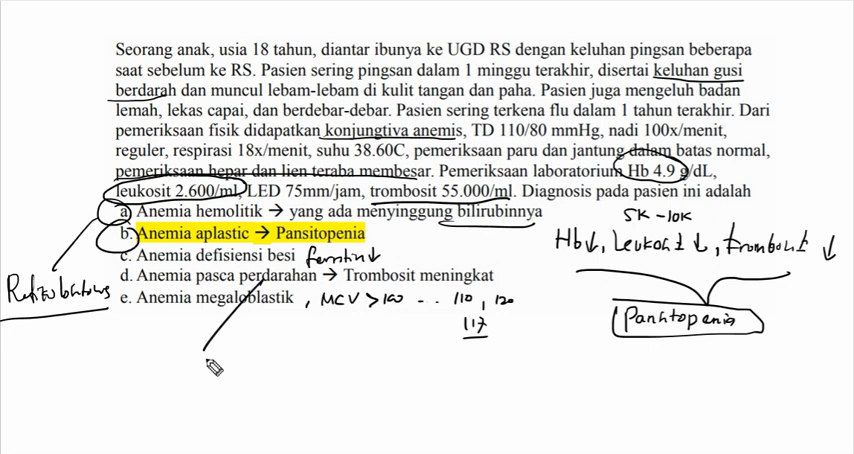 Seorang anak, usia 18 tahun, diantar ibunya ke UGD RS dengan keluhan pingsan beberapa
saat sebelum ke RS. Pasien sering pingsan dalam 1 minggu terakhir, disertai keluhan gusi
berdarah dan muncul lebam-lebam di kulit tangan dan paha. Pasien juga mengeluh badan
lemah, lekas capai, dan berdebar-debar. Pasien sering terkena flu dalam 1 tahun terakhir. Dari
pemeriksaan fisik didapatkan konjungtiva anemis, TD 110/80 mmHg, nadi 100x/menit,
reguler, respirasi 18x/menit, suhu 38.60C, pemeriksaan paru dan jantung dalam batas normal,
pemeriksaan hepar dan lien teraba membesar. Pemeriksaan laboratorium Hb 4.9 g/dL,
leukosit 2.600/ml, LED 75mm/jam, trombosit 55.000/ml. Diagnosis pada pasien ini adalah
a. Anemia hemolitik → yang ada menyinggung bilirubinnya
5K - 10K
b. Anemia aplastic → Pansitopenia
Hb↓, Leukosit ↓, trombosit ↓
c. Anemia defisiensi besi ferritin↓
d. Anemia pasca perdarahan → Trombosit meningkat
Retikulositosis
e. Anemia megaloblastik, MCV > 100 - - 110, 120
117
Pansitopenia